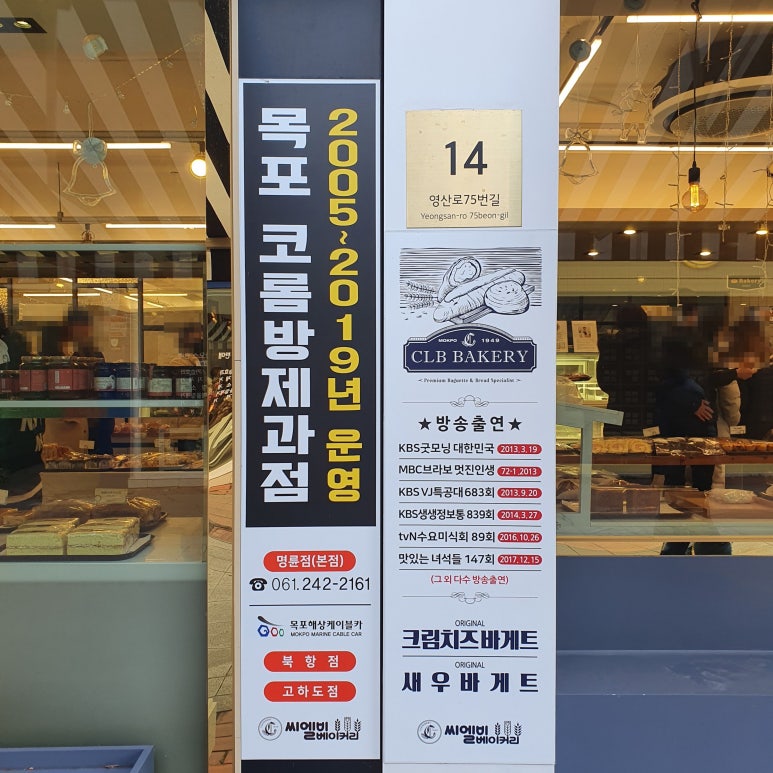 2005~2019년 운영
목포 코롬방제과점
명륜점(본점)
061. 242-2161
목포해상케이블카
MOKPO MARINE CABLE CAR
북항점
고하도점
씨엘비
베이커리
14
영산로75번길
Yeongsan-ro 75beon-gil
MOKPO C 1949
CLB BAKERY
Premium Baguette & Bread Specialist
★ 방송출연 ★
KBS굿모닝 대한민국 2013.3.19
MBC브라보 멋진인생 72-1.2013
KBS VJ특공대 683회 2013.9.20
KBS생생정보통 839회 2014.3.27
tvN수요미식회 89회 2016.10.26
맛있는 녀석들 147회 2017.12.15
(그 외 다수 방송출연)
ORIGINAL
크림치즈바게트
ORIGINAL
새우바게트
씨엘비
베이커리
Bakery